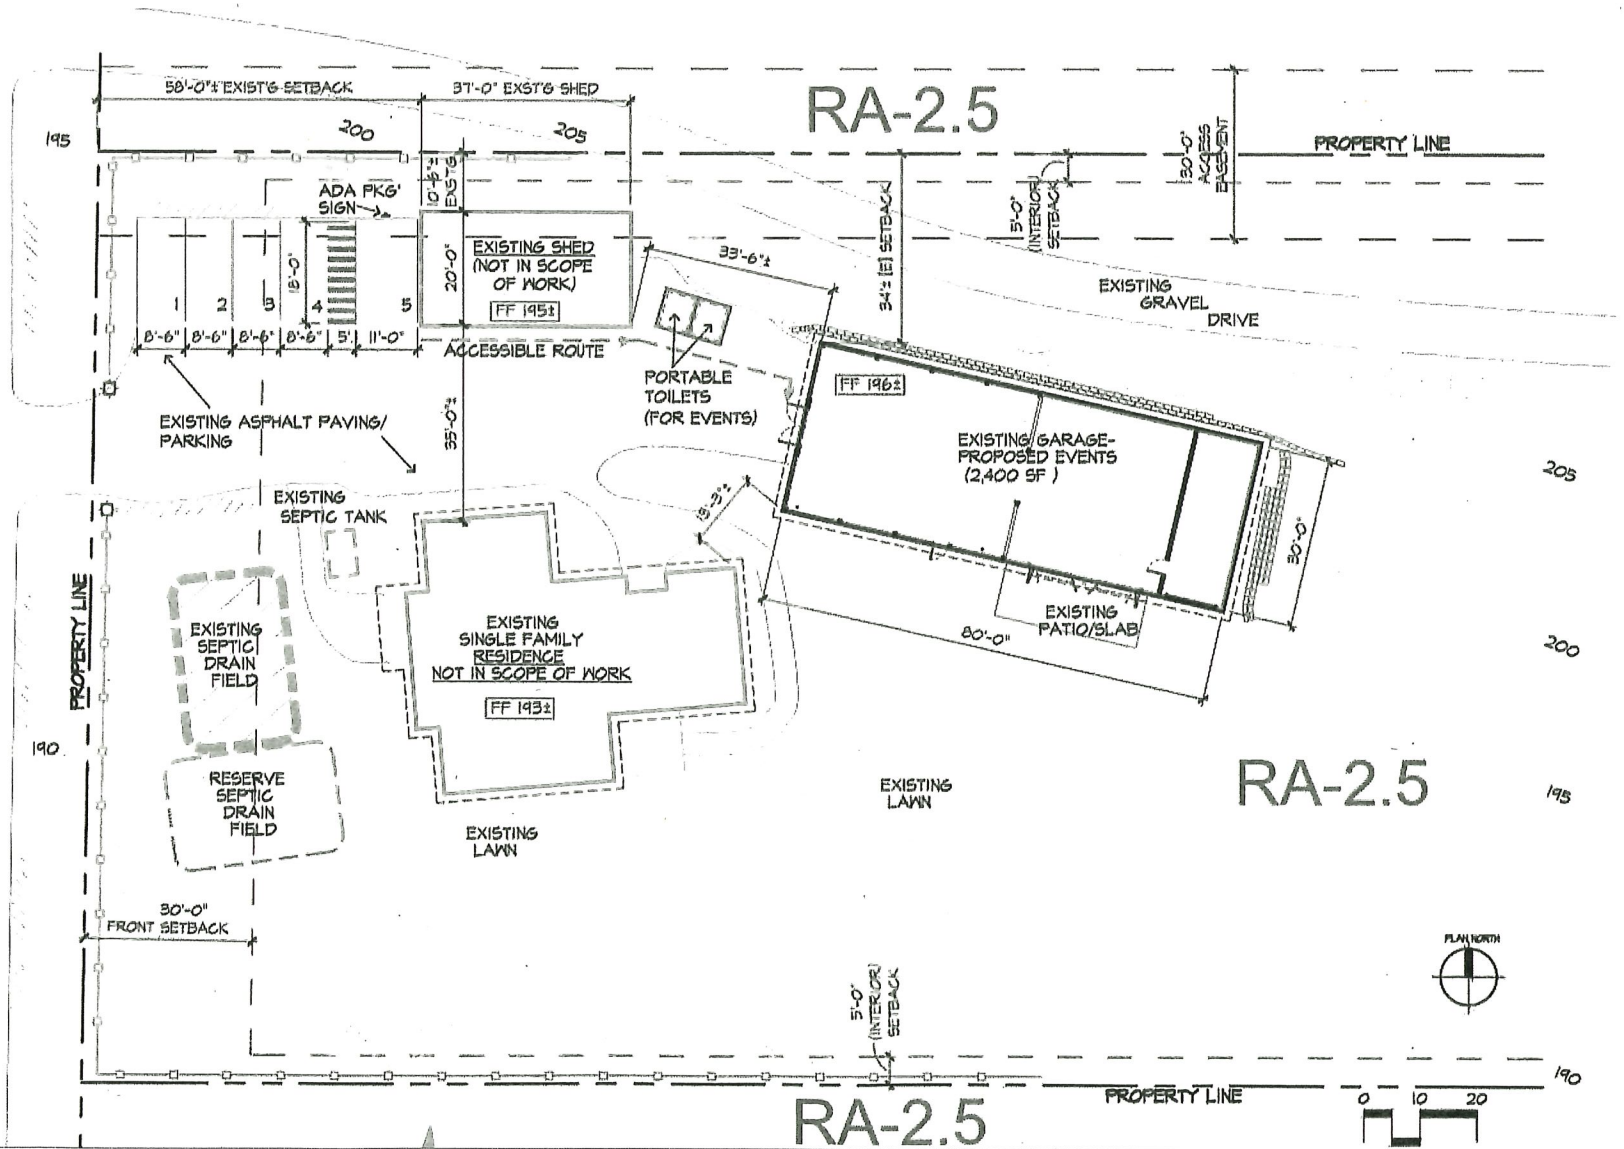 58'-0"± EXIST'G SETBACK
37'-0" EXST'G SHED
RA-2.5
195
200
205
PROPERTY LINE
30'-0"
ACCESS
EASEMENT
10'-6"±
EXST'G
ADA PKG'
SIGN
34'± [E] SETBACK
5'-0"
(INTERIOR)
SETBACK
EXISTING SHED
(NOT IN SCOPE
OF WORK)
FF 195±
20'-0"
18'-0"
33'-6"±
EXISTING
GRAVEL
DRIVE
1
2
3
4
5
8'-6"
8'-6"
8'-6"
8'-6"
5'
11'-0"
ACCESSIBLE ROUTE
PORTABLE
TOILETS
(FOR EVENTS)
FF 196±
EXISTING ASPHALT PAVING/
PARKING
35'-0"±
EXISTING GARAGE-
PROPOSED EVENTS
(2,400 SF )
205
EXISTING
SEPTIC TANK
30'-0"
EXISTING
PATIO/SLAB
80'-0"
200
PROPERTY LINE
EXISTING
SEPTIC
DRAIN
FIELD
EXISTING
SINGLE FAMILY
RESIDENCE
NOT IN SCOPE OF WORK
FF 193±
190
RESERVE
SEPTIC
DRAIN
FIELD
EXISTING
LAWN
EXISTING
LAWN
RA-2.5
195
30'-0"
FRONT SETBACK
PLAN NORTH
5'-0"
(INTERIOR)
SETBACK
190
PROPERTY LINE
RA-2.5
0 10 20